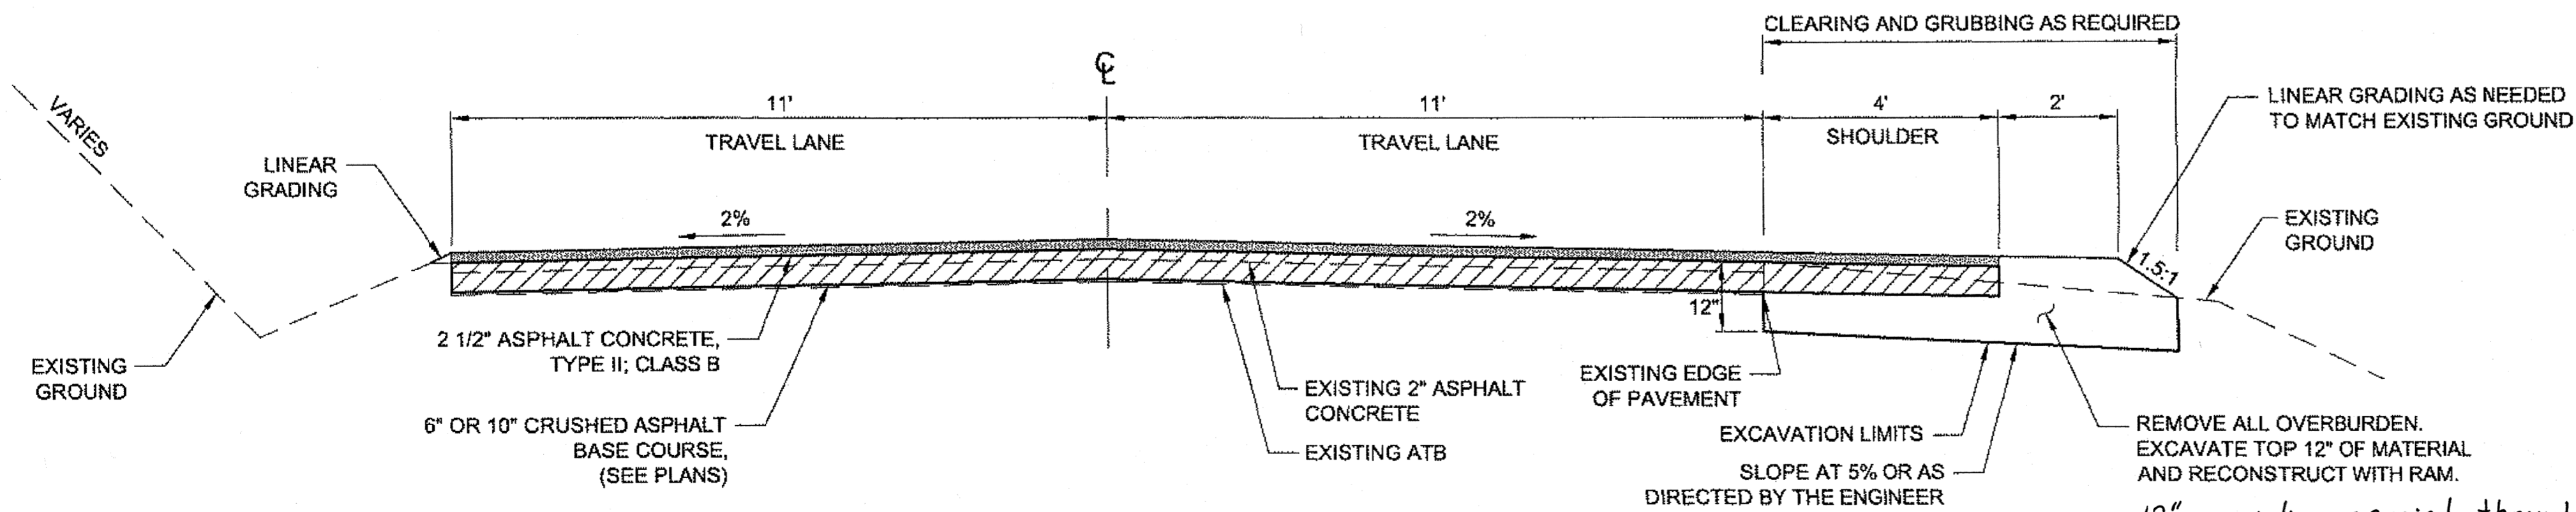 CLEARING AND GRUBBING AS REQUIRED
℄
VARIES
11'
TRAVEL LANE
11'
TRAVEL LANE
4'
SHOULDER
2'
LINEAR GRADING AS NEEDED
TO MATCH EXISTING GROUND
LINEAR
GRADING
2%
2%
1.5:1
EXISTING
GROUND
12"
EXISTING
GROUND
2 1/2" ASPHALT CONCRETE,
TYPE II; CLASS B
6" OR 10" CRUSHED ASPHALT
BASE COURSE,
(SEE PLANS)
EXISTING 2" ASPHALT
CONCRETE
EXISTING ATB
EXISTING EDGE
OF PAVEMENT
EXCAVATION LIMITS
SLOPE AT 5% OR AS
DIRECTED BY THE ENGINEER
REMOVE ALL OVERBURDEN.
EXCAVATE TOP 12" OF MATERIAL
AND RECONSTRUCT WITH RAM.
12"